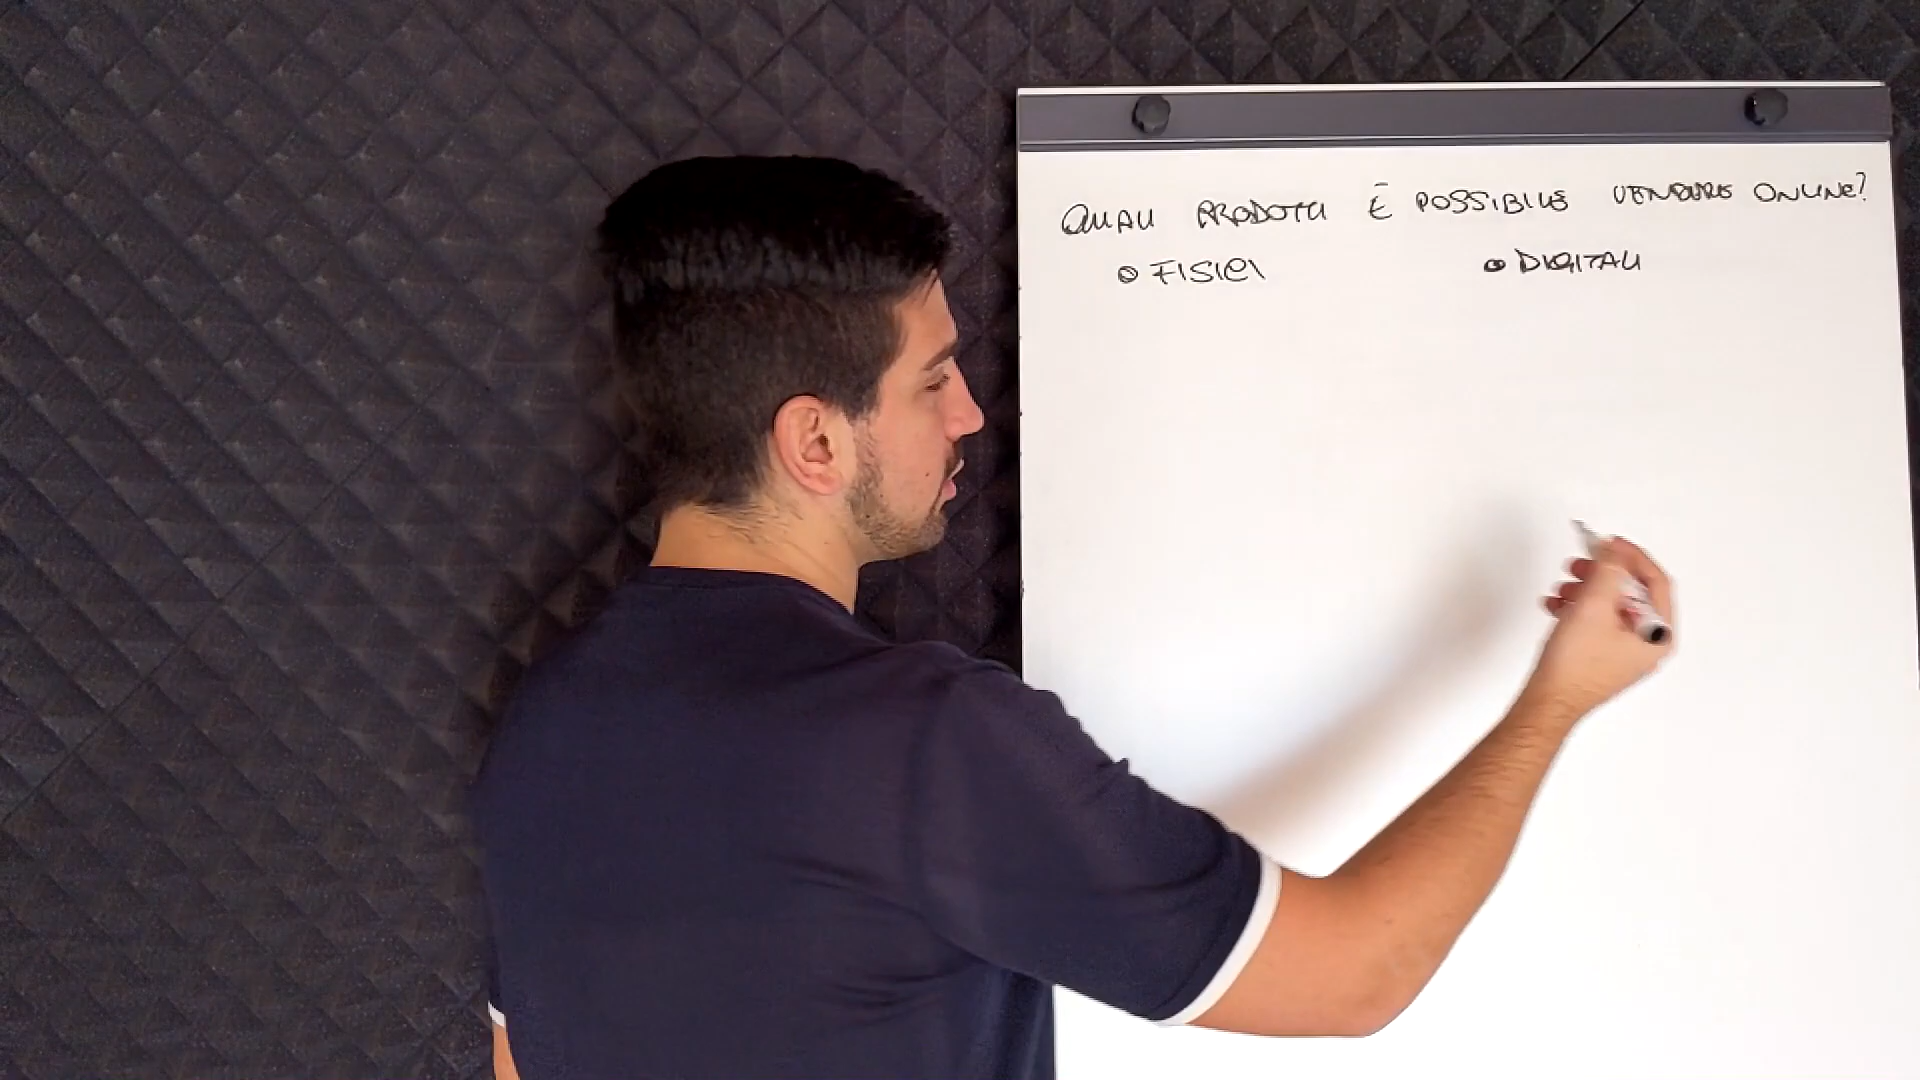 QUALI PRODOTTI È POSSIBILE VENDERE ONLINE?
• FISICI • DIGITALI